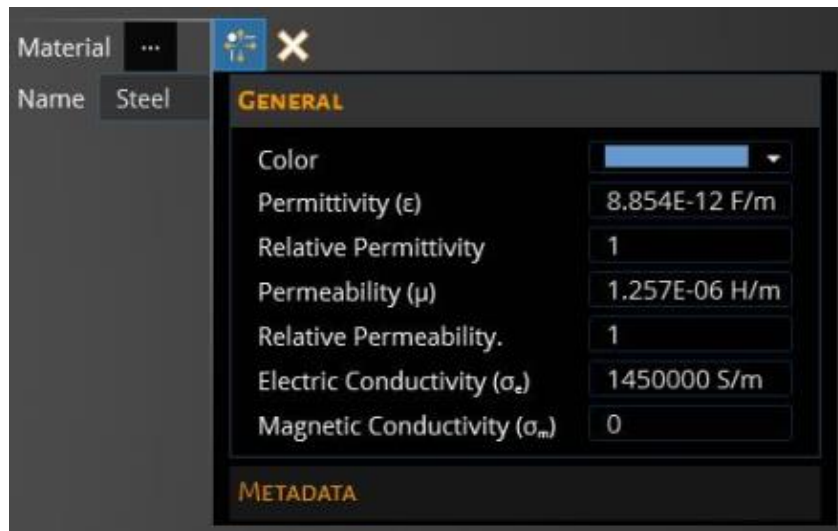 Material ...
Name Steel
GENERAL
Color
Permittivity (ε) 8.854E-12 F/m
Relative Permittivity 1
Permeability (μ) 1.257E-06 H/m
Relative Permeability. 1
Electric Conductivity (σₑ) 1450000 S/m
Magnetic Conductivity (σₘ) 0
METADATA